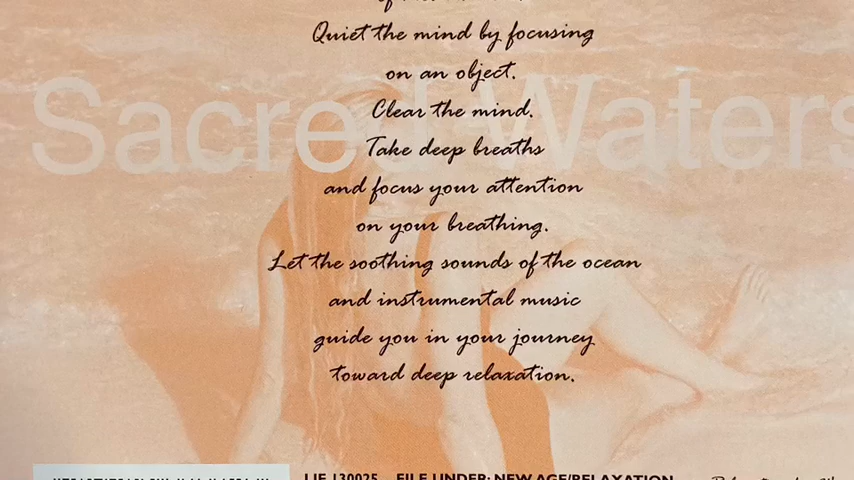 Quiet the mind by focusing
on an object.
Clear the mind.
Sacred Waters
Take deep breaths
and focus your attention
on your breathing.
Let the soothing sounds of the ocean
and instrumental music
guide you in your journey
toward deep relaxation.
LIF 130025 FILE UNDER: NEW AGE/RELAXATION